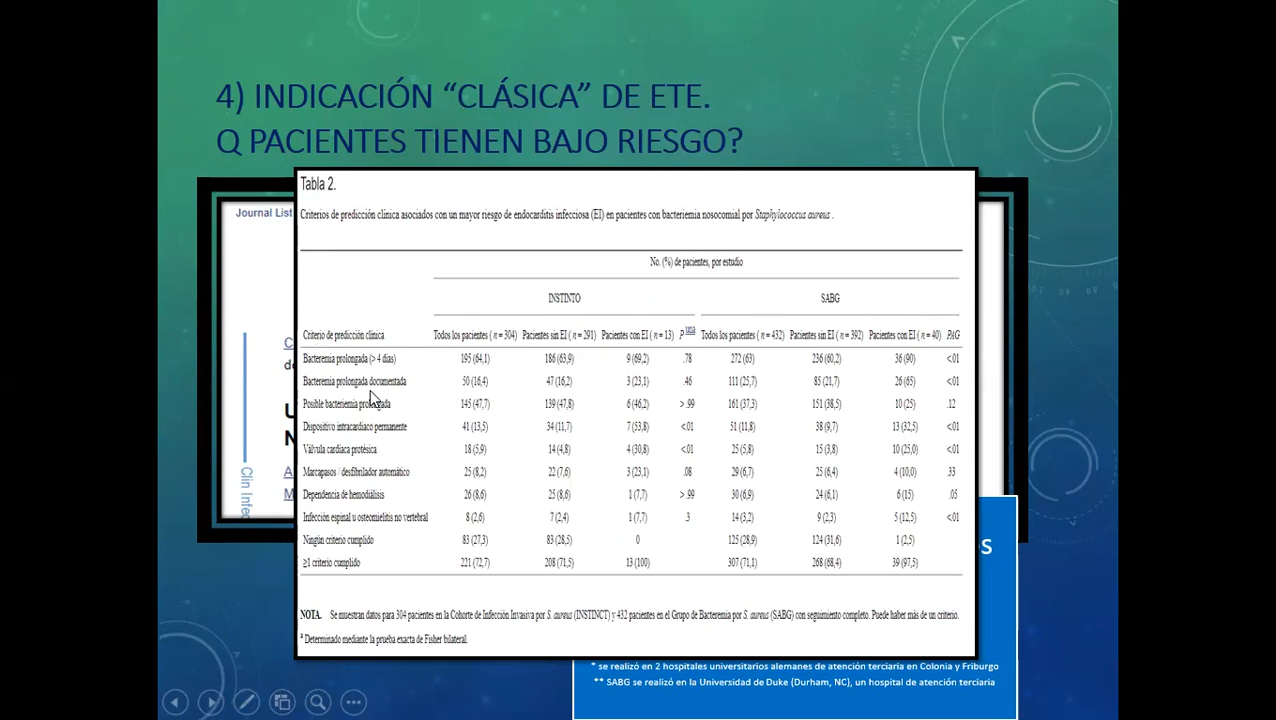 4) INDICACIÓN “CLÁSICA” DE ETE.
Q PACIENTES TIENEN BAJO RIESGO?
Journal List
Clin Infec
Tabla 2.
Criterios de predicción clínica asociados con un mayor riesgo de endocarditis infecciosa (EI) en pacientes con bacteriemia nosocomial por Staphylococcus aureus .
No. (%) de pacientes, por estudio
INSTINTO SABG
Criterio de predicción clínica Todos los pacientes ( n = 304) Pacientes sin EI ( n = 291) Pacientes con EI ( n = 13) P una Todos los pacientes ( n = 432) Pacientes sin EI ( n = 392) Pacientes con EI ( n = 40) PAG
Bacteremia prolongada (> 4 días) 195 (64,1) 186 (63,9) 9 (69,2) .78 272 (63) 236 (60,2) 36 (90) <.01
Bacteremia prolongada documentada 50 (16,4) 47 (16,2) 3 (23,1) .46 111 (25,7) 85 (21,7) 26 (65) <.01
Posible bacteriemia prolongada 145 (47,7) 139 (47,8) 6 (46,2) > .99 161 (37,3) 151 (38,5) 10 (25) .12
Dispositivo intracardíaco permanente 41 (13,5) 34 (11,7) 7 (53,8) <.01 51 (11,8) 38 (9,7) 13 (32,5) <.01
Válvula cardíaca protésica 18 (5,9) 14 (4,8) 4 (30,8) <.01 25 (5,8) 15 (3,8) 10 (25,0) <.01
Marcapasos / desfibrilador automático 25 (8,2) 22 (7,6) 3 (23,1) .08 29 (6,7) 25 (6,4) 4 (10,0) .33
Dependencia de hemodiálisis 26 (8,6) 25 (8,6) 1 (7,7) > .99 30 (6,9) 24 (6,1) 6 (15) .05
Infección espinal u osteomielitis no vertebral 8 (2,6) 7 (2,4) 1 (7,7) .3 14 (3,2) 9 (2,3) 5 (12,5) <.01
Ningún criterio cumplido 83 (27,3) 83 (28,5) 0 125 (28,9) 124 (31,6) 1 (2,5)
≥1 criterio cumplido 221 (72,7) 208 (71,5) 13 (100) 307 (71,1) 268 (68,4) 39 (97,5)
NOTA. Se muestran datos para 304 pacientes en la Cohorte de Infección Invasiva por S. aureus (INSTINCT) y 432 pacientes en el Grupo de Bacteremia por S. aureus (SABG) con seguimiento completo. Puede haber más de un criterio.
a Determinado mediante la prueba exacta de Fisher bilateral.
* se realizó en 2 hospitales universitarios alemanes de atención terciaria en Colonia y Friburgo
** SABG se realizó en la Universidad de Duke (Durham, NC), un hospital de atención terciaria